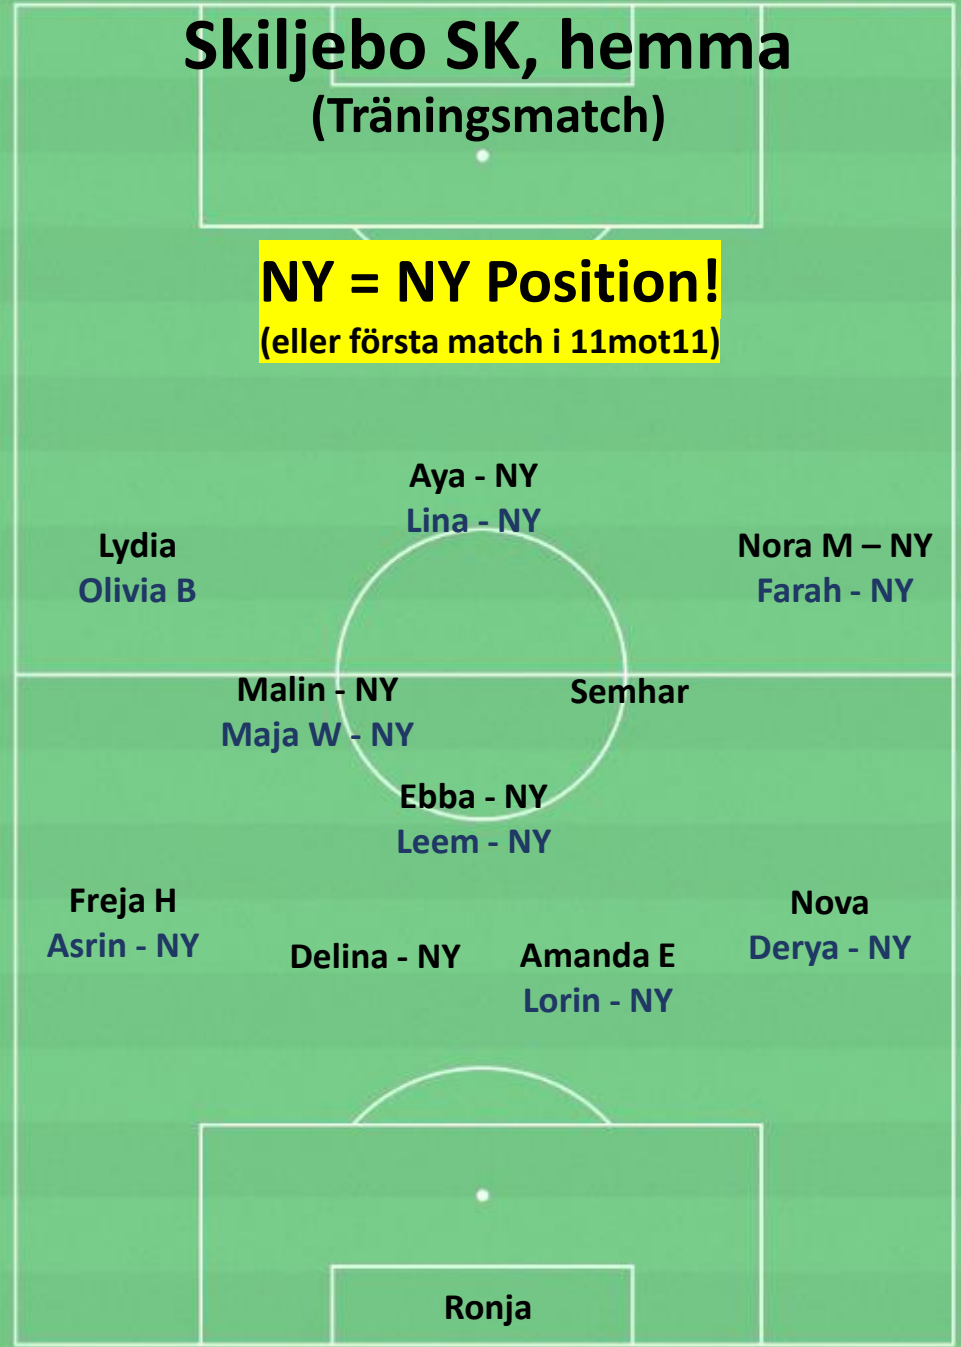 Skiljebo SK, hemma
(Träningsmatch)
NY = NY Position!
(eller första match i 11mot11)
Aya - NY
Lina - NY
Lydia
Olivia B
Nora M – NY
Farah - NY
Malin - NY
Maja W - NY
Semhar
Ebba - NY
Leem - NY
Freja H
Asrin - NY
Delina - NY
Amanda E
Lorin - NY
Nova
Derya - NY
Ronja